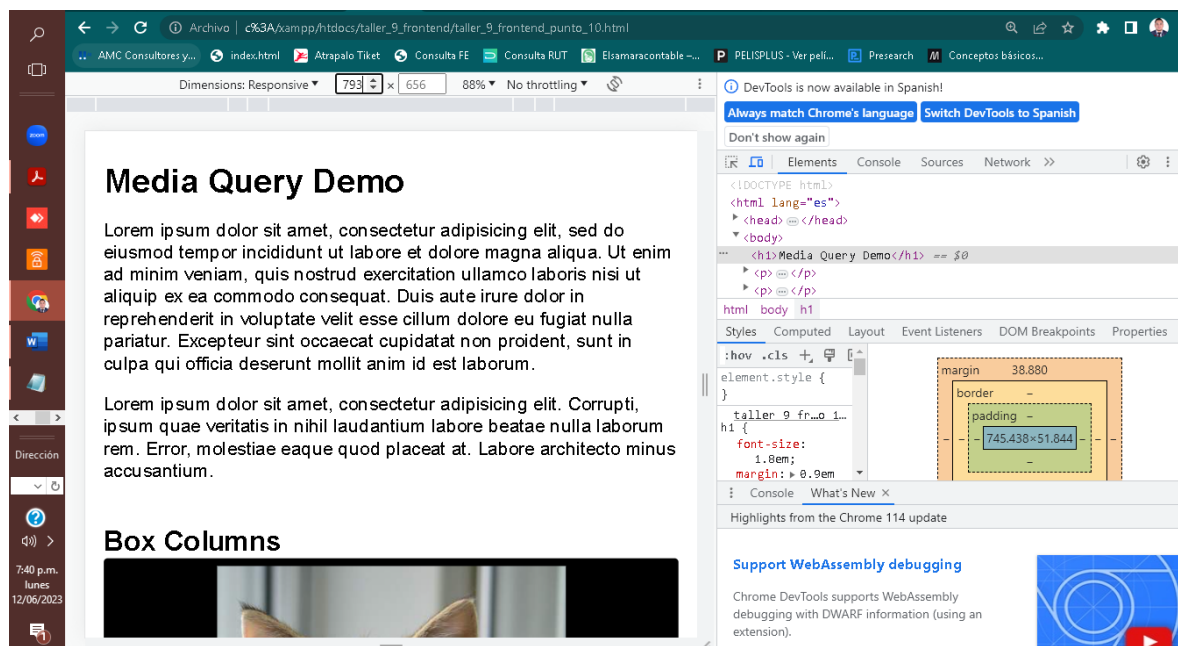 Archivo | c%3A/xampp/htdocs/taller_9_frontend/taller_9_frontend_punto_10.html
AMC Consultores y... index.html Atrapalo Tiket Consulta FE Consulta RUT Elsamaracontable –... PELISPLUS - Ver pelí... Presearch Conceptos básicos...
Dimensions: Responsive ▼ 793 × 656 88% ▼ No throttling ▼
DevTools is now available in Spanish!
Always match Chrome's language Switch DevTools to Spanish
Don't show again
Elements Console Sources Network
<!DOCTYPE html>
<html lang="es">
<head> … </head>
<body>
<h1>Media Query Demo</h1> == $0
<p> … </p>
<p> … </p>
html body h1
Styles Computed Layout Event Listeners DOM Breakpoints Properties
:hov .cls +
element.style {
}
taller 9 fr…o 1…
h1 {
font-size:
1.8em;
margin: ▶ 0.9em
margin 38.880
border –
padding –
745.438×51.844
–
Console What's New ×
Highlights from the Chrome 114 update
Support WebAssembly debugging
Chrome DevTools supports WebAssembly
debugging with DWARF information (using an
extension).
Media Query Demo
Lorem ipsum dolor sit amet, consectetur adipisicing elit, sed do
eiusmod tempor incididunt ut labore et dolore magna aliqua. Ut enim
ad minim veniam, quis nostrud exercitation ullamco laboris nisi ut
aliquip ex ea commodo consequat. Duis aute irure dolor in
reprehenderit in voluptate velit esse cillum dolore eu fugiat nulla
pariatur. Excepteur sint occaecat cupidatat non proident, sunt in
culpa qui officia deserunt mollit anim id est laborum.
Lorem ipsum dolor sit amet, consectetur adipisicing elit. Corrupti,
ipsum quae veritatis in nihil laudantium labore beatae nulla laborum
rem. Error, molestiae eaque quod placeat at. Labore architecto minus
accusantium.
Box Columns
zoom
Dirección
7:40 p.m.
lunes
12/06/2023
1